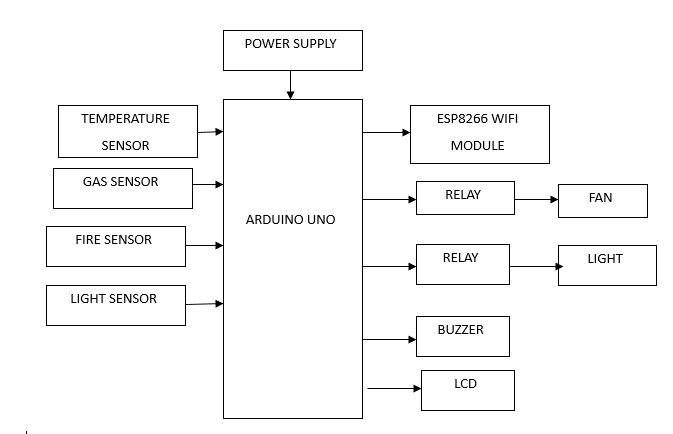 POWER SUPPLY
TEMPERATURE
SENSOR
GAS SENSOR
FIRE SENSOR
LIGHT SENSOR
ARDUINO UNO
ESP8266 WIFI
MODULE
RELAY
FAN
RELAY
LIGHT
BUZZER
LCD